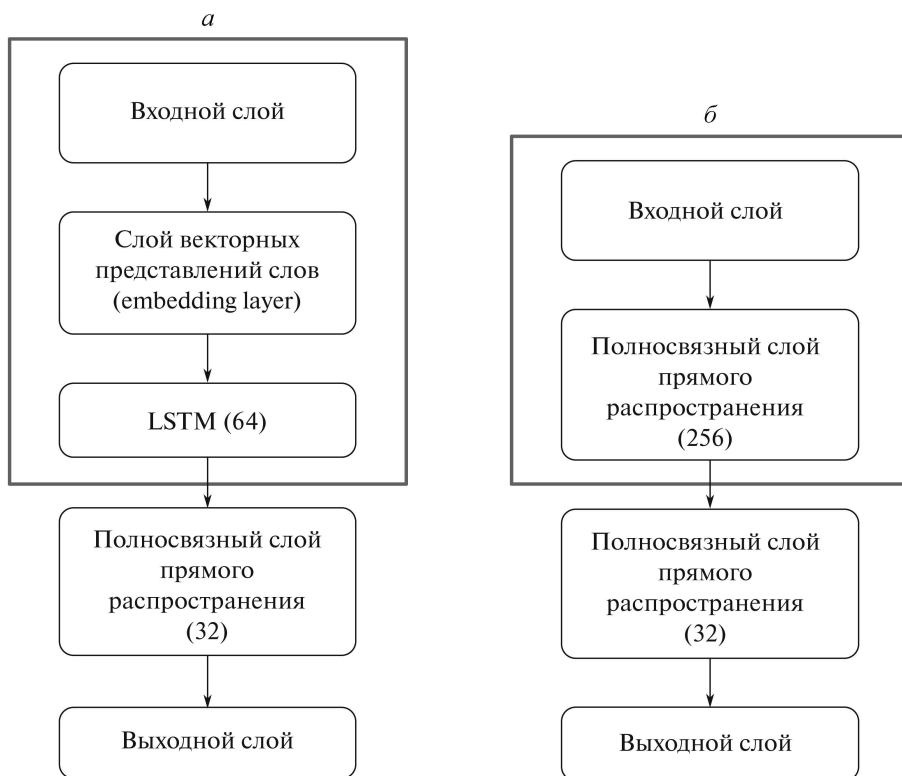 а
Входной слой
Слой векторных
представлений слов
(embedding layer)
LSTM (64)
Полносвязный слой
прямого
распространения
(32)
Выходной слой
б
Входной слой
Полносвязный слой
прямого
распространения
(256)
Полносвязный слой
прямого
распространения
(32)
Выходной слой